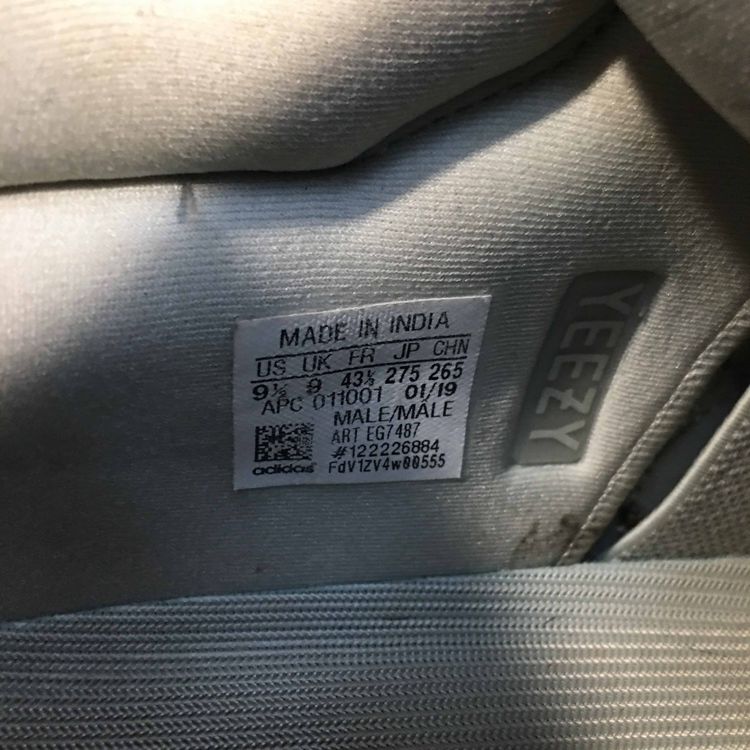 MADE IN INDIA
US UK FR JP CHN
9½ 9 43⅓ 275 265
APC 011001 01/19
MALE/MÂLE
ART EG7487
#122226884
adidas FdV1ZV4w00555
YEEZY